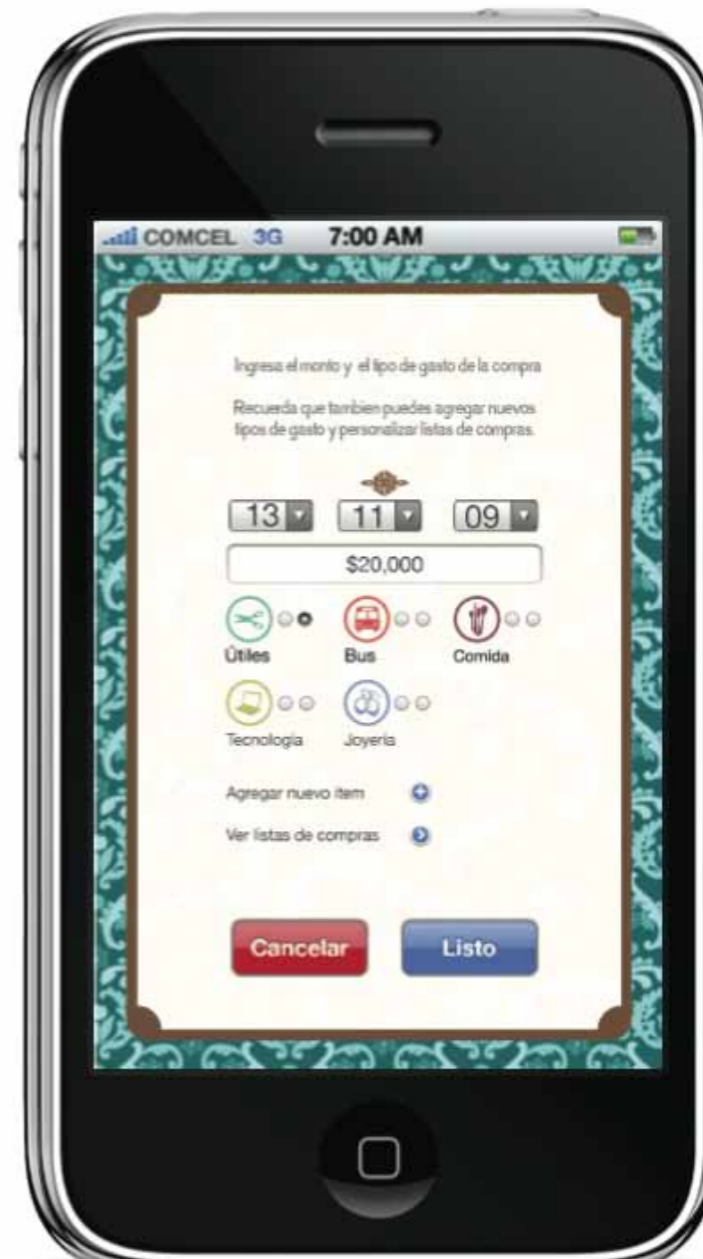 COMCEL 3G 7:00 AM
Ingresa el monto y el tipo de gasto de la compra
Recuerda que tambien puedes agregar nuevos
tipos de gasto y personalizar listas de compras.
13 11 09
$20,000
Útiles Bus Comida
Tecnología Joyería
Agregar nuevo item
Ver listas de compras
Cancelar Listo